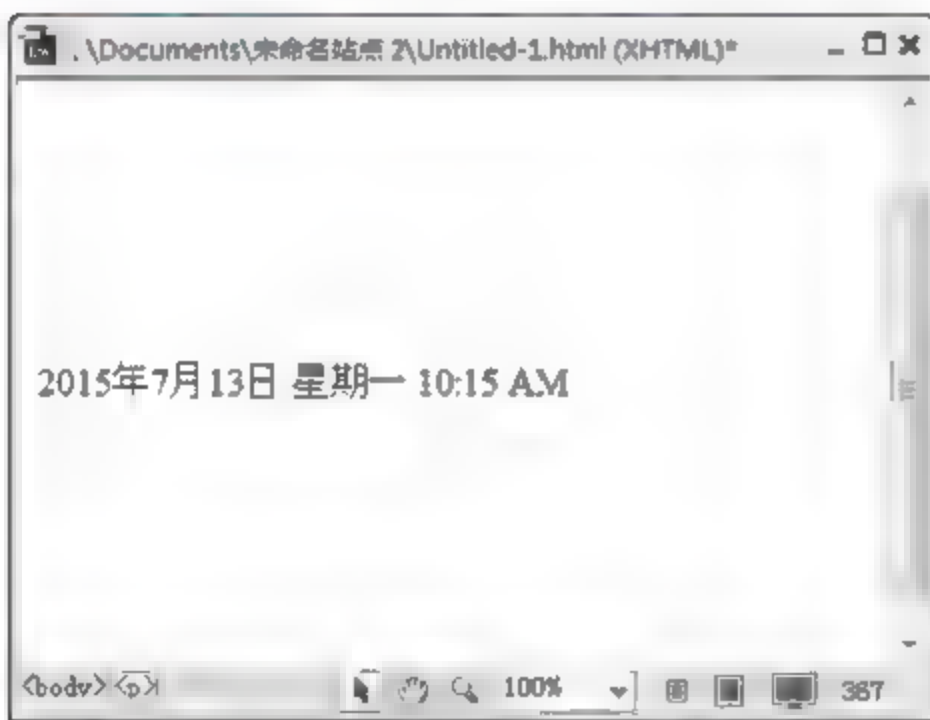 . \Documents\未命名站点 2\Untitled-1.html (XHTML)*
2015年7月13日 星期一 10:15 AM
<body> <p> 100% 367